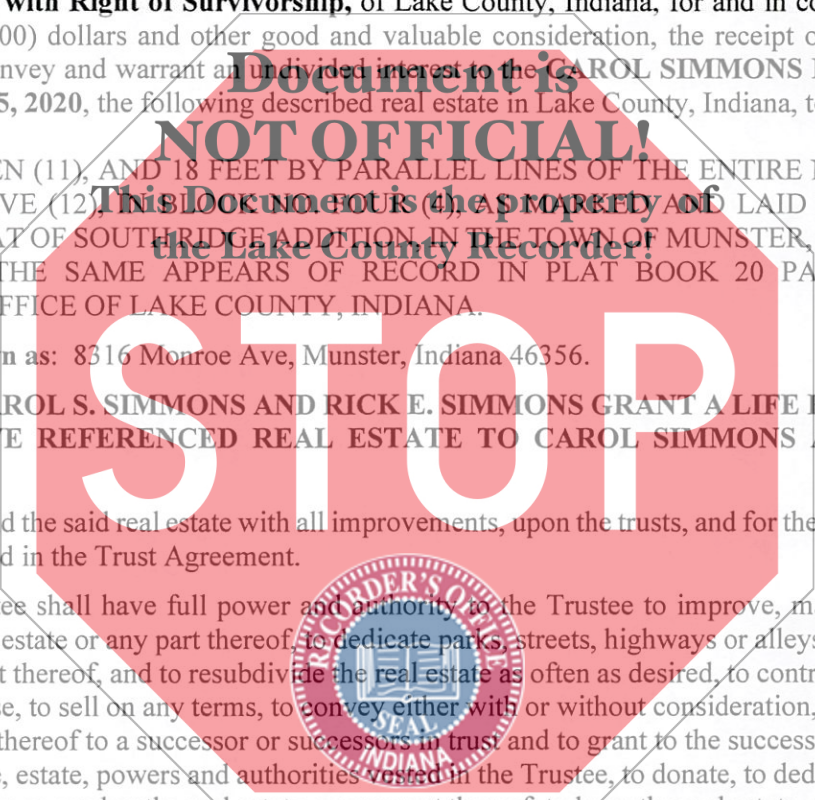 with Right of Survivorship, of Lake County, Indiana, for and in co
00) dollars and other good and valuable consideration, the receipt o
nvey and warrant an undivided interest to the CAROL SIMMONS
Document is
5, 2020, the following described real estate in Lake County, Indiana, t
NOT OFFICIAL!
EN (11), AND 18 FEET BY PARALLEL LINES OF THE ENTIRE
VE (12), IN BLOCK NO. FOUR (4), AS MARKED AND LAID
This Document is the property of
AT OF SOUTHRIDGE ADDICTION, IN THE TOWN OF MUNSTER,
the Lake County Recorder!
THE SAME APPEARS OF RECORD IN PLAT BOOK 20 PA
FFICE OF LAKE COUNTY, INDIANA.
STOP
n as: 8316 Monroe Ave, Munster, Indiana 46356.
AROL S. SIMMONS AND RICK E. SIMMONS GRANT A LIFE
VE REFERENCED REAL ESTATE TO CAROL SIMMONS
d the said real estate with all improvements, upon the trusts, and for the
d in the Trust Agreement.
tee shall have full power and authority to the Trustee to improve, m
estate or any part thereof, to dedicate parks, streets, highways or alleys
t thereof, and to resubdivide the real estate as often as desired, to contr
se, to sell on any terms, to convey either with or without consideration,
thereof to a successor or successors in trust and to grant to the success
, estate, powers and authorities vested in the Trustee, to donate, to ded
RECORDER'S OFFICE
SEAL
INDIANA